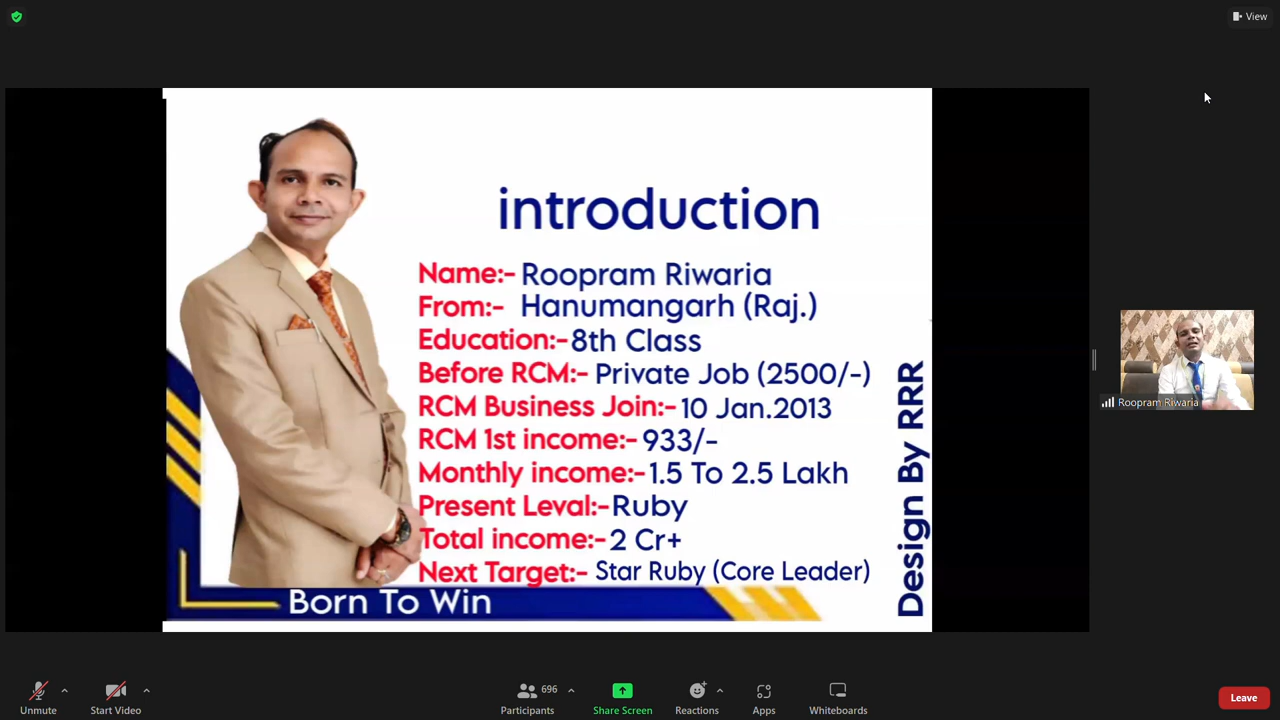 View
introduction
Name:- Roopram Riwaria
From:- Hanumangarh (Raj.)
Education:- 8th Class
Before RCM:- Private Job (2500/-)
RCM Business Join:- 10 Jan.2013
RCM 1st income:- 933/-
Monthly income:- 1.5 To 2.5 Lakh
Present Leval:- Ruby
Total income:- 2 Cr+
Next Target:- Star Ruby (Core Leader)
Born To Win
Design By RRR
Roopram Riwaria
Unmute
Start Video
696
Participants
Share Screen
Reactions
Apps
Whiteboards
Leave